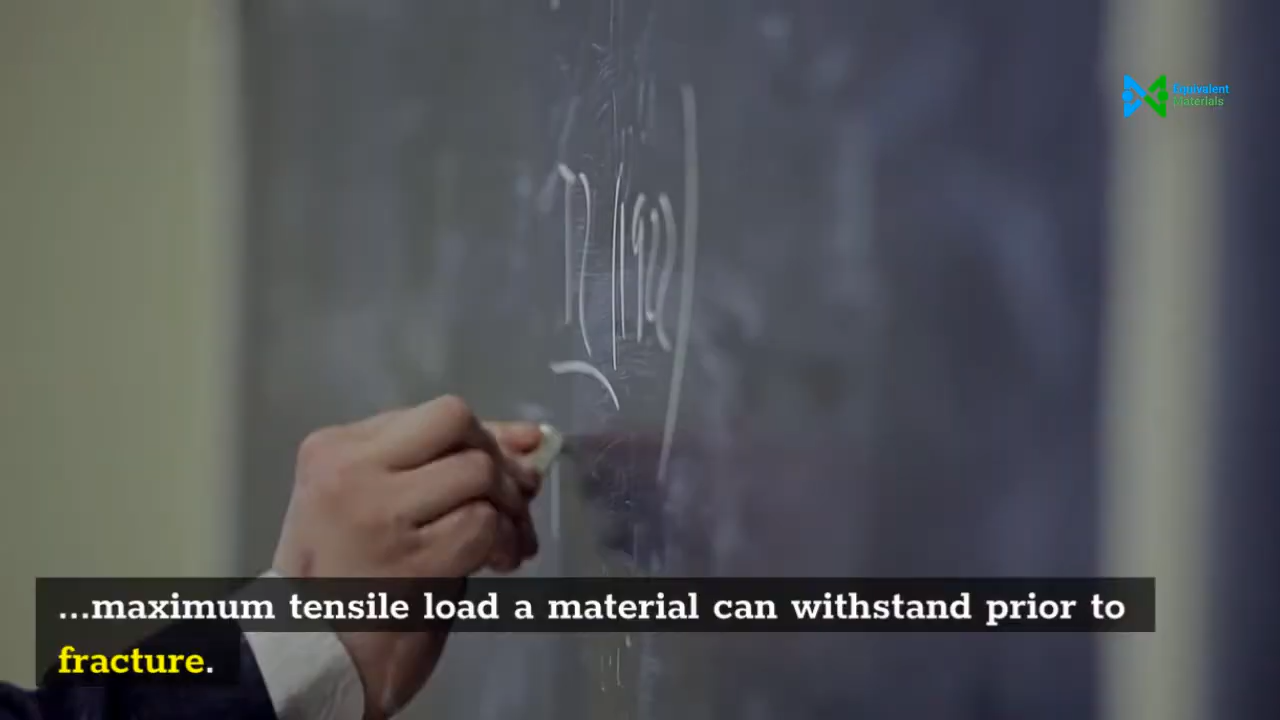 Equivalent
Materials
...maximum tensile load a material can withstand prior to
fracture.